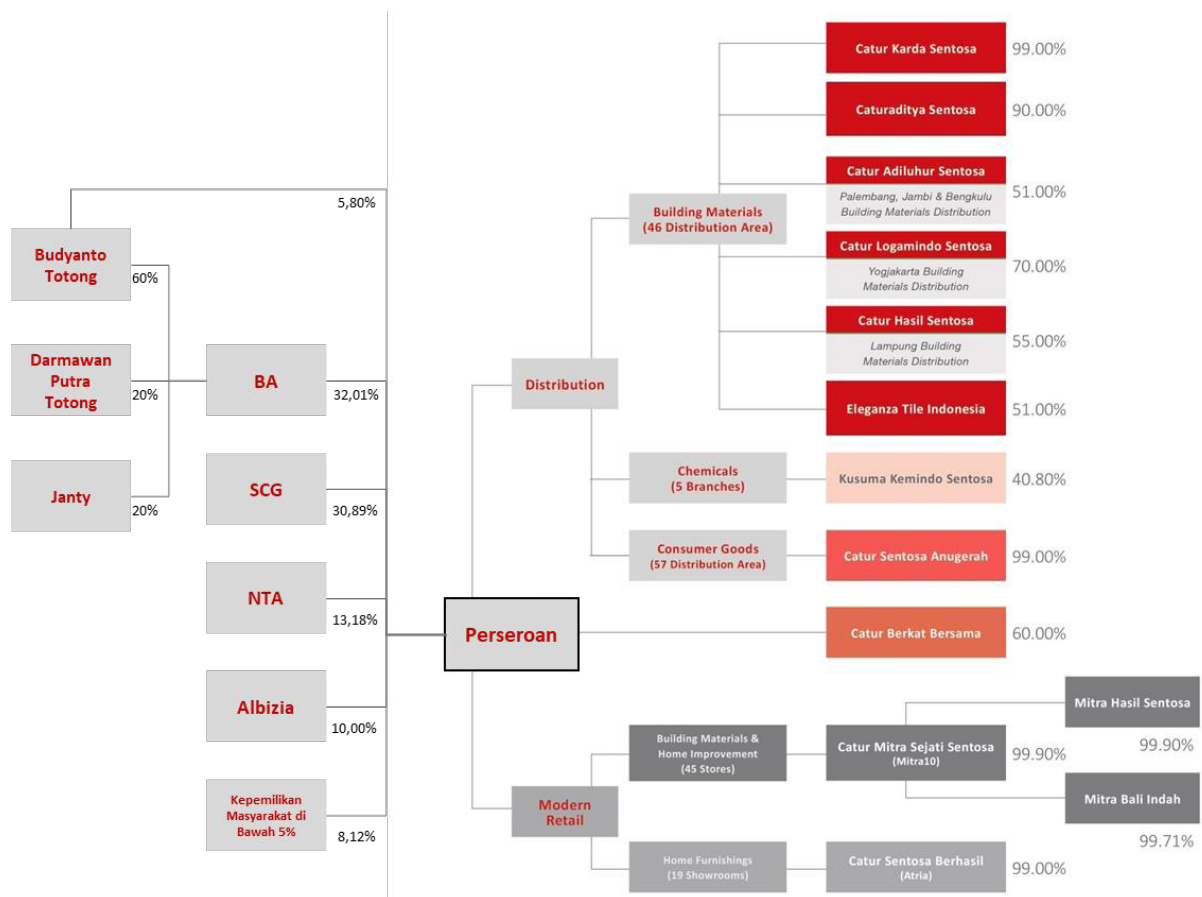 5,80%
Budyanto
Totong
60%
Darmawan
Putra
Totong
20%
Janty
20%
BA
32,01%
SCG
30,89%
NTA
13,18%
Albizia
10,00%
Kepemilikan
Masyarakat di
Bawah 5%
8,12%
Perseroan
Distribution
Building Materials
(46 Distribution Area)
Catur Karda Sentosa
99.00%
Caturaditya Sentosa
90.00%
Catur Adiluhur Sentosa
Palembang, Jambi & Bengkulu
Building Materials Distribution
51.00%
Catur Logamindo Sentosa
Yogjakarta Building
Materials Distribution
70.00%
Catur Hasil Sentosa
Lampung Building
Materials Distribution
55.00%
Eleganza Tile Indonesia
51.00%
Chemicals
(5 Branches)
Kusuma Kemindo Sentosa
40.80%
Consumer Goods
(57 Distribution Area)
Catur Sentosa Anugerah
99.00%
Catur Berkat Bersama
60.00%
Modern
Retail
Building Materials &
Home Improvement
(45 Stores)
Catur Mitra Sejati Sentosa
(Mitra10)
99.90%
Mitra Hasil Sentosa
99.90%
Mitra Bali Indah
99.71%
Home Furnishings
(19 Showrooms)
Catur Sentosa Berhasil
(Atria)
99.00%